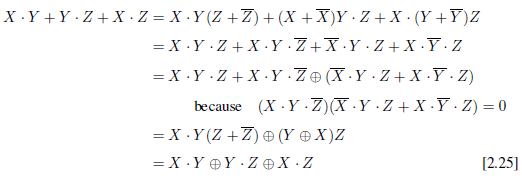 X · Y + Y · Z + X · Z = X · Y(Z + Z̅) + (X + X̅)Y · Z + X · (Y + Y̅)Z
= X · Y · Z + X · Y · Z̅ + X̅ · Y · Z + X · Y̅ · Z
= X · Y · Z + X · Y · Z̅ ⊕ (X̅ · Y · Z + X · Y̅ · Z)
because (X · Y · Z̅)(X̅ · Y · Z + X · Y̅ · Z) = 0
= X · Y(Z + Z̅) ⊕ (Y ⊕ X)Z
= X · Y ⊕ Y · Z ⊕ X · Z [2.25]